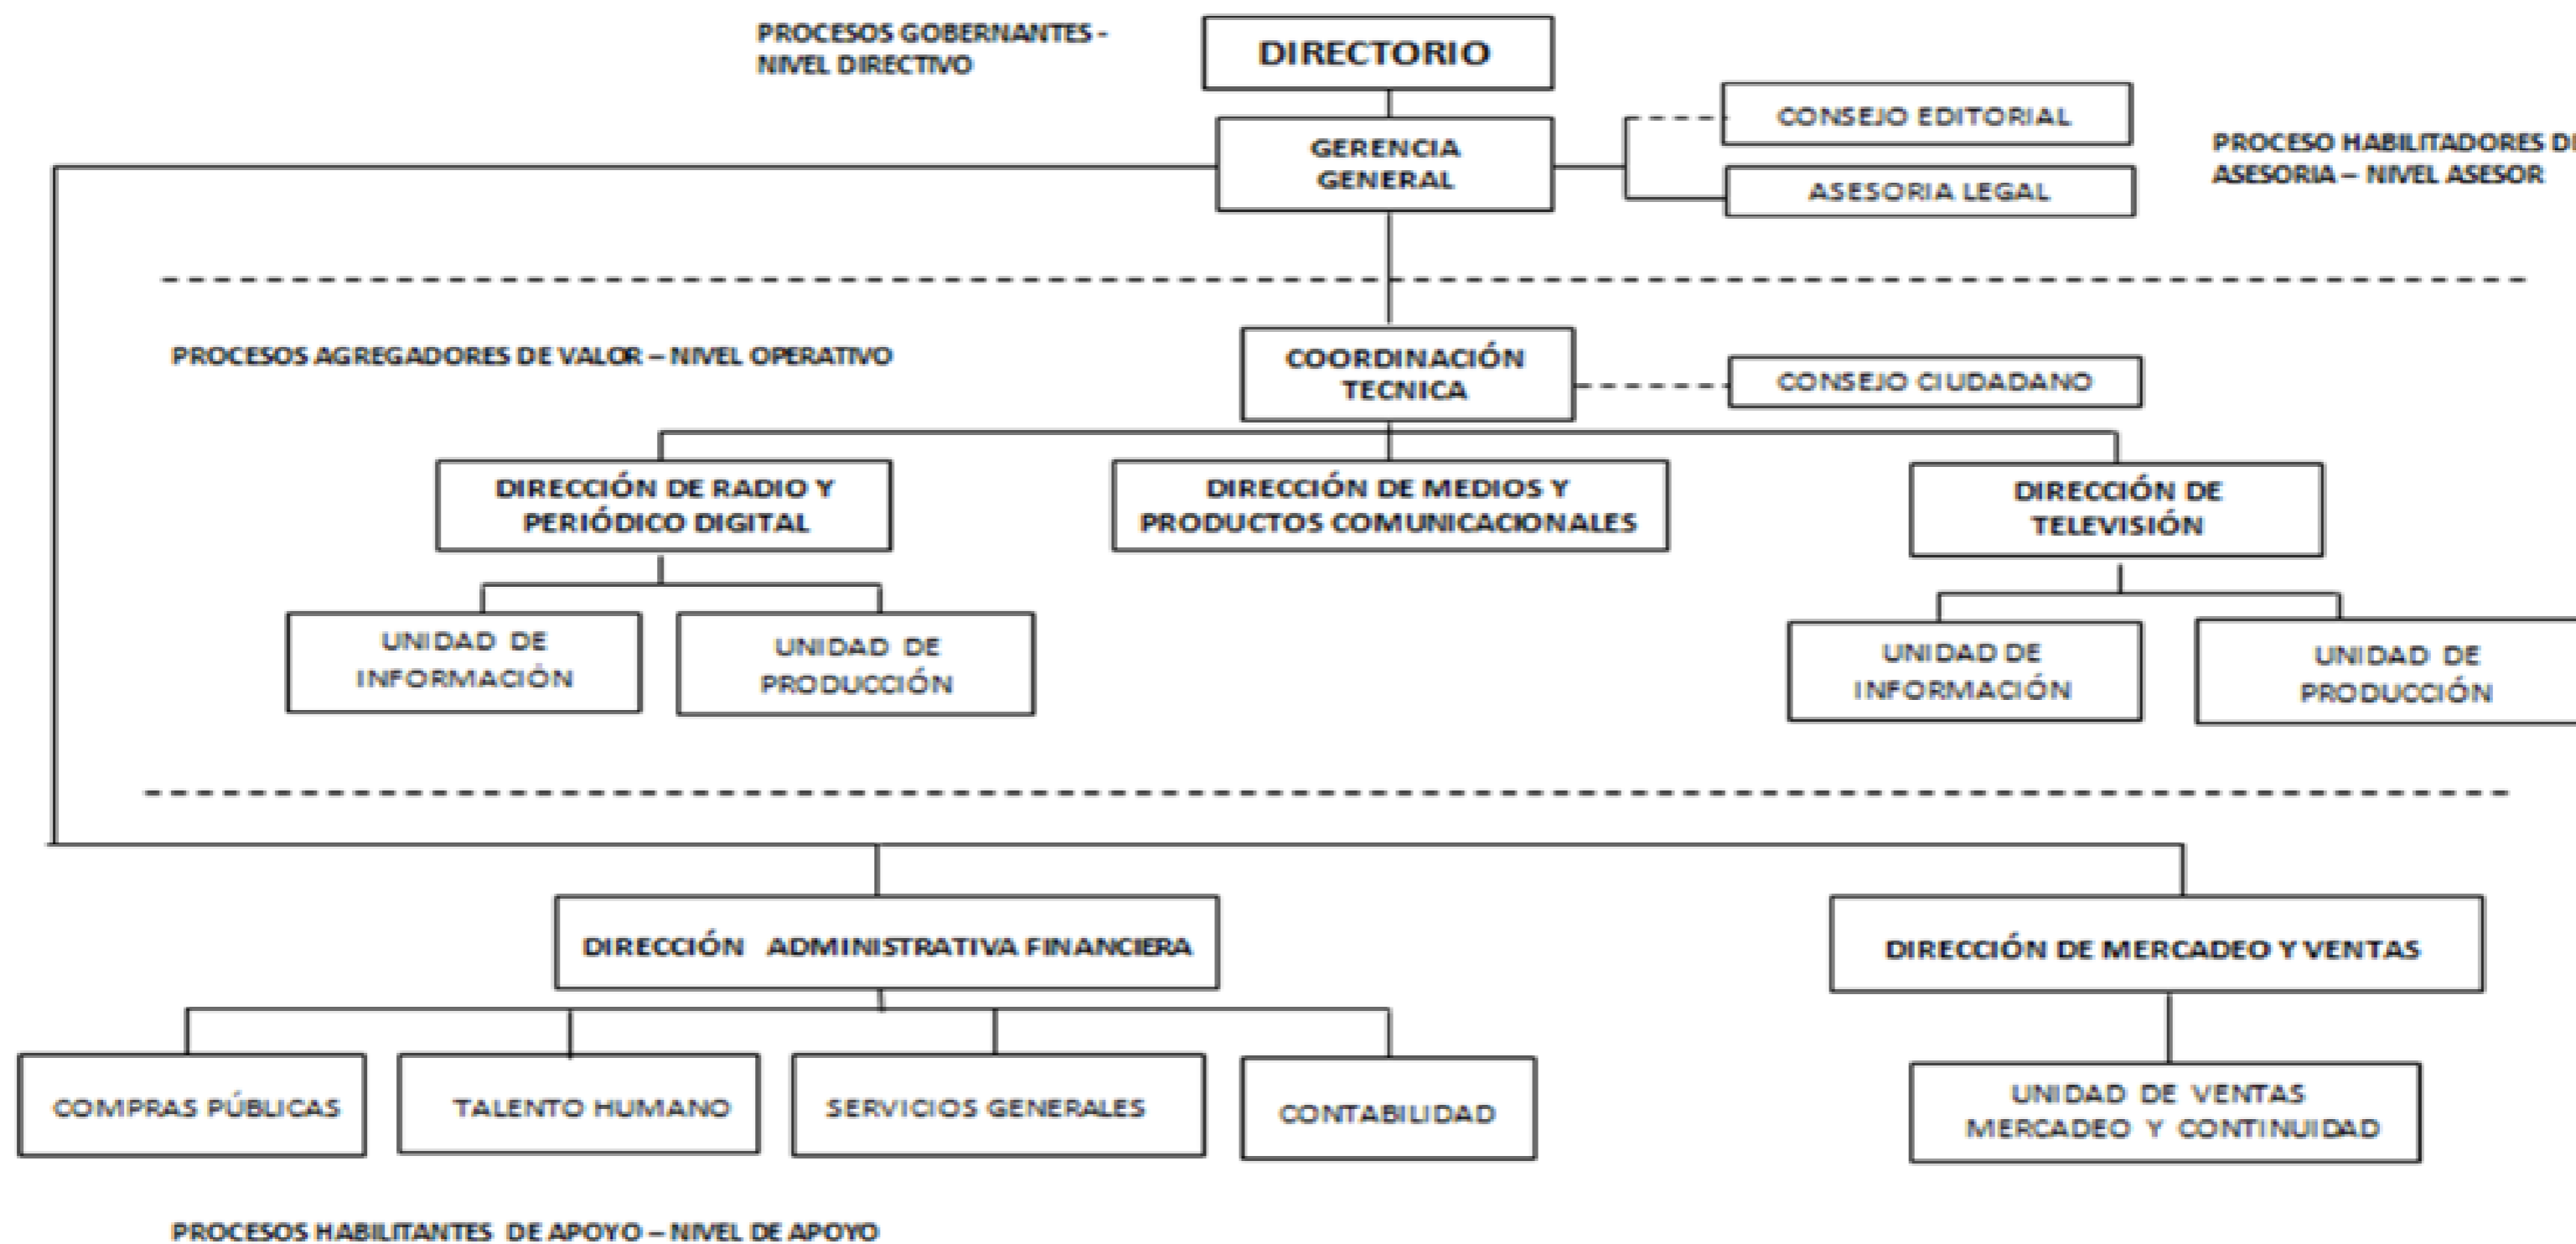 PROCESOS GOBERNANTES -
NIVEL DIRECTIVO
DIRECTORIO
GERENCIA
GENERAL
CONSEJO EDITORIAL
ASESORIA LEGAL
PROCESO HABILITADORES
ASESORIA – NIVEL ASESOR
PROCESOS AGREGADORES DE VALOR – NIVEL OPERATIVO
COORDINACIÓN
TECNICA
CONSEJO CIUDADANO
DIRECCIÓN DE RADIO Y
PERIÓDICO DIGITAL
DIRECCIÓN DE MEDIOS Y
PRODUCTOS COMUNICACIONALES
DIRECCIÓN DE
TELEVISIÓN
UNIDAD DE
INFORMACIÓN
UNIDAD DE
PRODUCCIÓN
UNIDAD DE
INFORMACIÓN
UNIDAD DE
PRODUCCIÓN
DIRECCIÓN ADMINISTRATIVA FINANCIERA
DIRECCIÓN DE MERCADEO Y VENTAS
COMPRAS PÚBLICAS
TALENTO HUMANO
SERVICIOS GENERALES
CONTABILIDAD
UNIDAD DE VENTAS
MERCADEO Y CONTINUIDAD
PROCESOS HABILITANTES DE APOYO – NIVEL DE APOYO